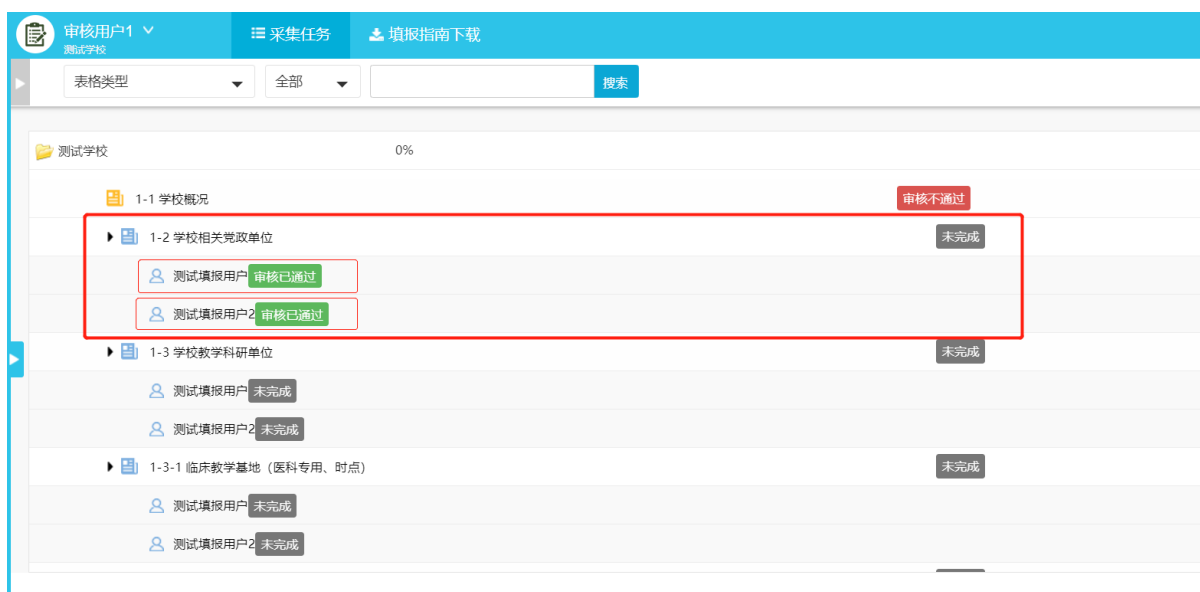 审核用户1
采集任务 填报指南下载
测试学校
表格类型 全部 搜索
测试学校 0%
1-1 学校概况 审核不通过
1-2 学校相关党政单位 未完成
测试填报用户 审核已通过
测试填报用户2 审核已通过
1-3 学校教学科研单位 未完成
测试填报用户 未完成
测试填报用户2 未完成
1-3-1 临床教学基地（医科专用、时点） 未完成
测试填报用户 未完成
测试填报用户2 未完成